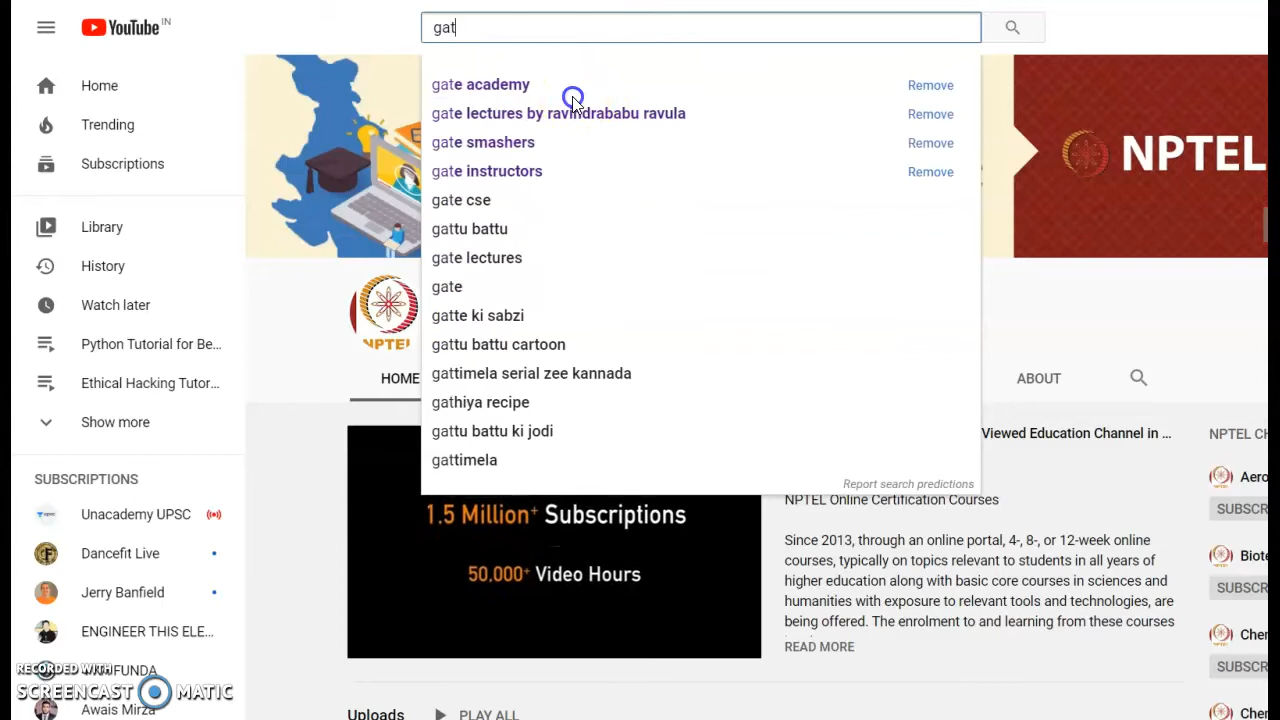 YouTube IN
gat
Home
Trending
Subscriptions
Library
History
Watch later
Python Tutorial for Be...
Ethical Hacking Tutor...
Show more
SUBSCRIPTIONS
Unacademy UPSC
Dancefit Live
Jerry Banfield
ENGINEER THIS ELE...
Awais Mirza
RECORDED WITH
SCREENCAST MATIC
gate academy Remove
gate lectures by ravindrababu ravula Remove
gate smashers Remove
gate instructors Remove
gate cse
gattu battu
gate lectures
gate
gatte ki sabzi
gattu battu cartoon
gattimela serial zee kannada
gathiya recipe
gattu battu ki jodi
gattimela
Report search predictions
NPTEL
NPTEL
HOME
ABOUT
1.5 Million+ Subscriptions
50,000+ Video Hours
Viewed Education Channel in ...
NPTEL Online Certification Courses
Since 2013, through an online portal, 4-, 8-, or 12-week online
courses, typically on topics relevant to students in all years of
higher education along with basic core courses in sciences and
humanities with exposure to relevant tools and technologies, are
being offered. The enrolment to and learning from these courses
READ MORE
NPTEL CH
Aero
SUBSCR
Biote
SUBSCR
Cher
SUBSCR
Cher
Uploads PLAY ALL